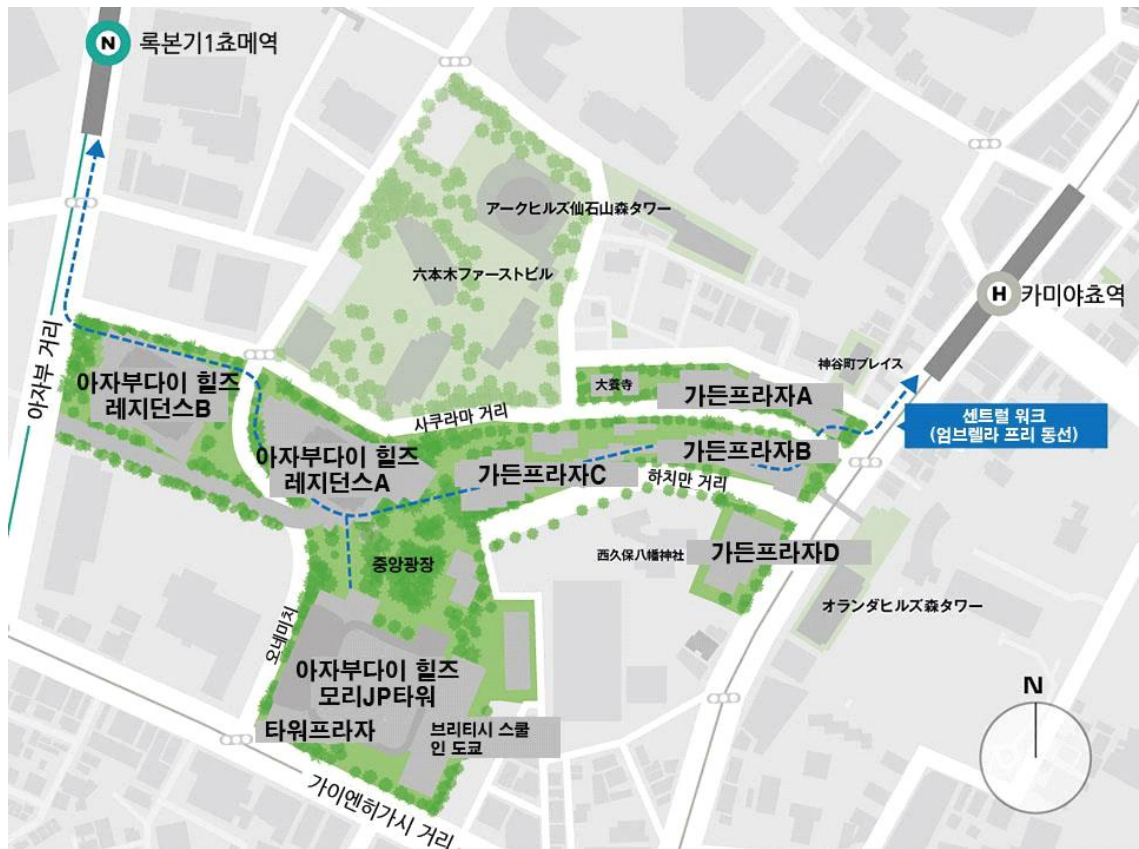 N 록본기1쵸메역
アークヒルズ仙石山森タワー
六本木ファーストビル
H 카미야쵸역
아자부 거리
神谷町プレイス
아자부다이 힐즈
레지던스B
大養寺
가든프라자A
사쿠라마 거리
센트럴 워크
(엄브렐라 프리 동선)
아자부다이 힐즈
레지던스A
가든프라자C
가든프라자B
하치만 거리
중앙광장
西久保八幡神社
가든프라자D
オランダヒルズ森タワー
오네미치
아자부다이 힐즈
모리JP타워
타워프라자
브리티시 스쿨
인 도쿄
가이엔히가시 거리
N